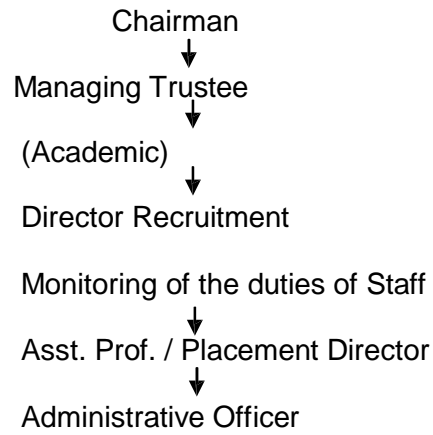 Chairman
Managing Trustee
(Academic)
Director Recruitment
Monitoring of the duties of Staff
Asst. Prof. / Placement Director
Administrative Officer